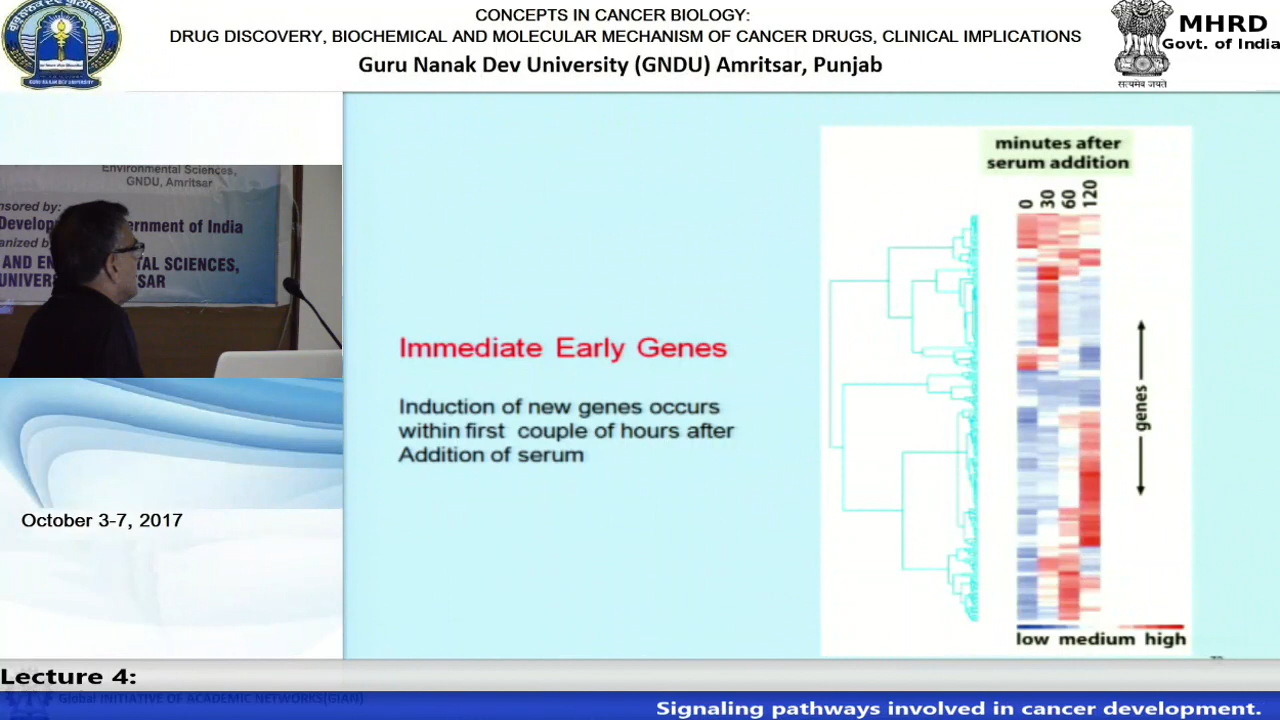 CONCEPTS IN CANCER BIOLOGY:
DRUG DISCOVERY, BIOCHEMICAL AND MOLECULAR MECHANISM OF CANCER DRUGS, CLINICAL IMPLICATIONS
Guru Nanak Dev University (GNDU) Amritsar, Punjab
MHRD
Govt. of India
सत्यमेव जयते
Environmental Sciences,
GNDU, Amritsar
nsored by:
Develop ernment of India
anized b
AND EN TAL SCIENCES,
UNIVER SAR
October 3-7, 2017
Immediate Early Genes
Induction of new genes occurs
within first couple of hours after
Addition of serum
minutes after
serum addition
0 30 60 120
genes
low medium high
Lecture 4:
Global INITIATIVE OF ACADEMIC NETWORKS(GIAN)
Signaling pathways involved in cancer development.